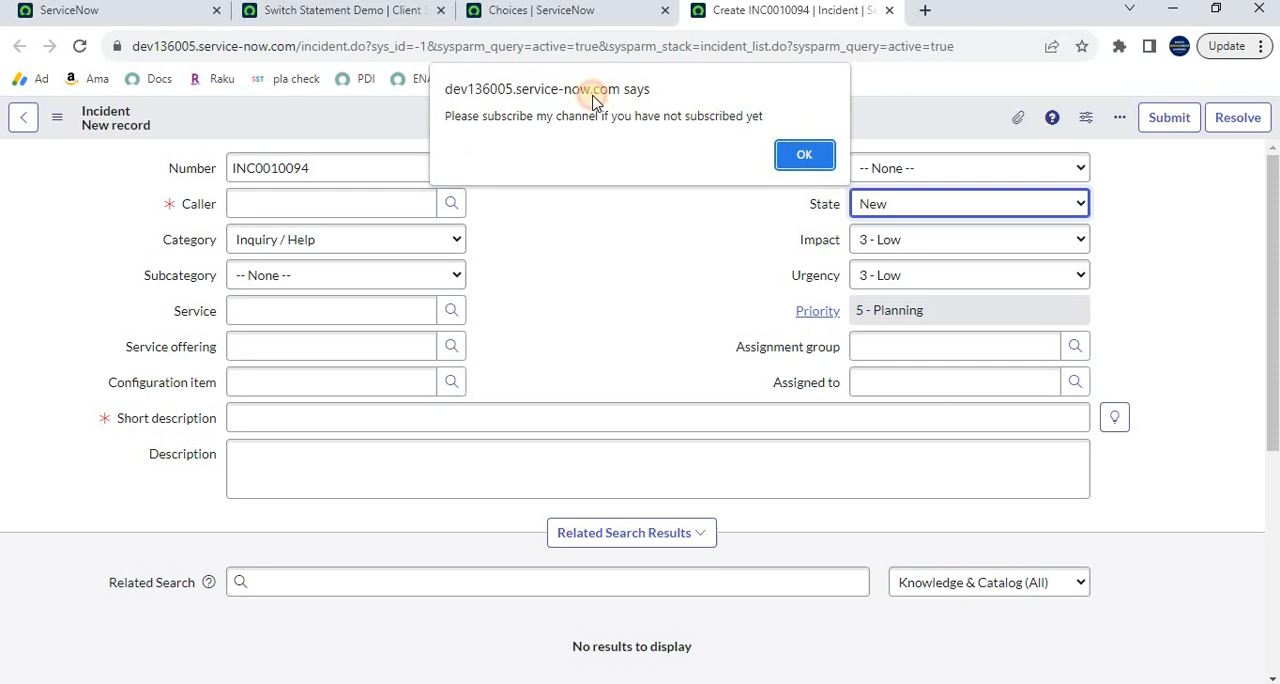 ServiceNow
Switch Statement Demo | Client
Choices | ServiceNow
Create INC0010094 | Incident | S
dev136005.service-now.com/incident.do?sys_id=-1&sysparm_query=active=true&sysparm_stack=incident_list.do?sysparm_query=active=true
Update
Ad
Ama
Docs
Raku
SST pla check
PDI
dev136005.service-now.com says
Please subscribe my channel if you have not subscribed yet
OK
Incident
New record
Submit
Resolve
Number INC0010094
-- None --
Caller
State New
Category Inquiry / Help
Impact 3 - Low
Subcategory -- None --
Urgency 3 - Low
Service
Priority 5 - Planning
Service offering
Assignment group
Configuration item
Assigned to
Short description
Description
Related Search Results
Related Search
Knowledge & Catalog (All)
No results to display